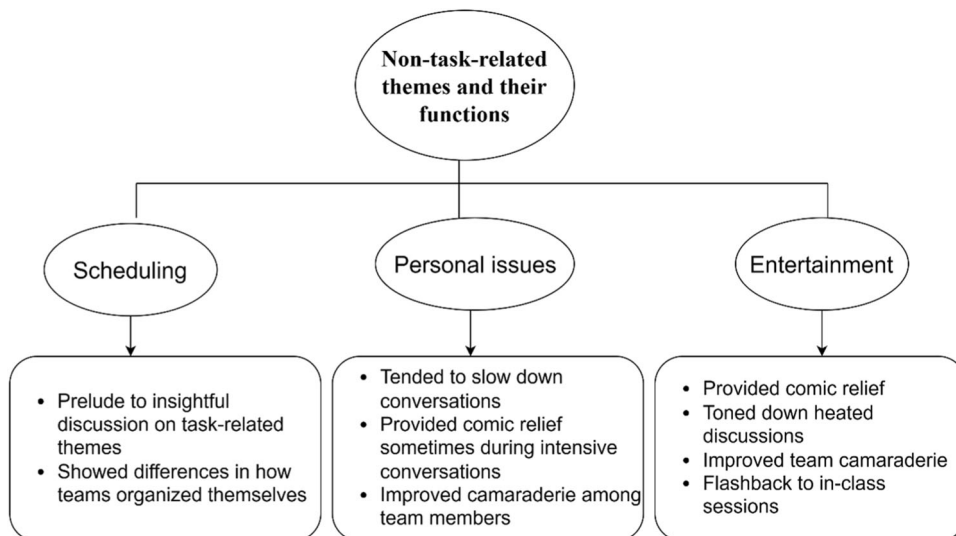 Non-task-related
themes and their
functions
Scheduling
Personal issues
Entertainment
• Prelude to insightful
discussion on task-related
themes
• Showed differences in how
teams organized themselves
• Tended to slow down
conversations
• Provided comic relief
sometimes during intensive
conversations
• Improved camaraderie among
team members
• Provided comic relief
• Toned down heated
discussions
• Improved team camaraderie
• Flashback to in-class
sessions